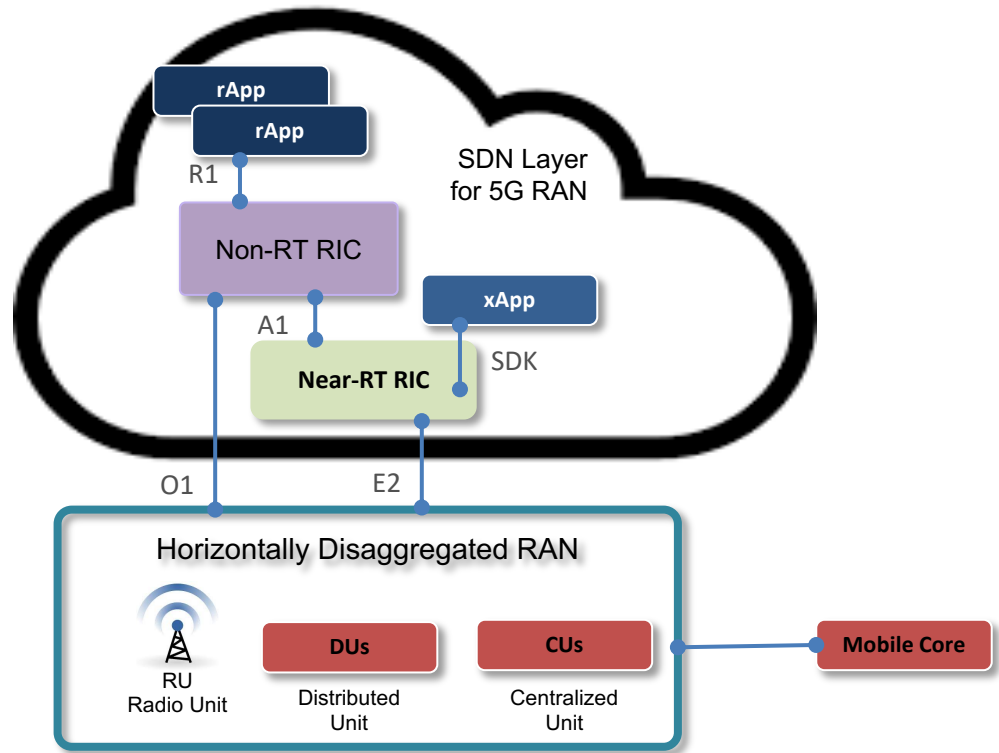 rApp
rApp
R1
SDN Layer
for 5G RAN
Non-RT RIC
xApp
A1
SDK
Near-RT RIC
O1
E2
Horizontally Disaggregated RAN
DUs
CUs
Mobile Core
RU
Radio Unit
Distributed
Unit
Centralized
Unit